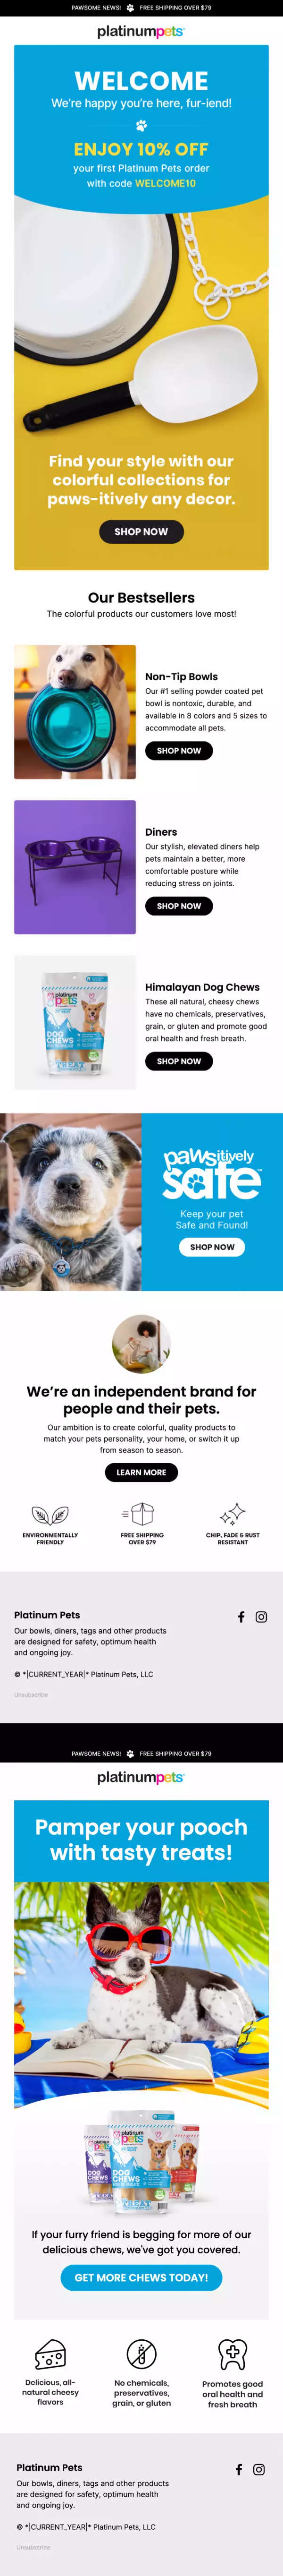 PAWSOME NEWS! FREE SHIPPING OVER $79
platinumpets
WELCOME
We're happy you're here, fur-iend!
ENJOY 10% OFF
your first Platinum Pets order
with code WELCOME10
Find your style with our
colorful collections for
paws-itively any decor.
SHOP NOW
Our Bestsellers
The colorful products our customers love most!
Non-Tip Bowls
Our #1 selling powder coated pet
bowl is nontoxic, durable, and
available in 8 colors and 5 sizes to
accommodate all pets.
SHOP NOW
Diners
Our stylish, elevated diners help
pets maintain a better, more
comfortable posture while
reducing stress on joints.
SHOP NOW
platinum
pets
DOG
CHEWS
Himalayan Dog Chews
These all natural, cheesy chews
have no chemicals, preservatives,
grain, or gluten and promote good
oral health and fresh breath.
SHOP NOW
pawsitively
safe
Keep your pet
Safe and Found!
SHOP NOW
We're an independent brand for
people and their pets.
Our ambition is to create colorful, quality products to
match your pets personality, your home, or switch it up
from season to season.
LEARN MORE
ENVIRONMENTALLY
FRIENDLY
FREE SHIPPING
OVER $79
CHIP, FADE & RUST
RESISTANT
Platinum Pets
Our bowls, diners, tags and other products
are designed for safety, optimum health
and ongoing joy.
© *|CURRENT_YEAR|* Platinum Pets, LLC
Unsubscribe
PAWSOME NEWS! FREE SHIPPING OVER $79
platinumpets
Pamper your pooch
with tasty treats!
platinum
pets
DOG
CHEWS
If your furry friend is begging for more of our
delicious chews, we've got you covered.
GET MORE CHEWS TODAY!
Delicious, all-
natural cheesy
flavors
No chemicals,
preservatives,
grain, or gluten
Promotes good
oral health and
fresh breath
Platinum Pets
Our bowls, diners, tags and other products
are designed for safety, optimum health
and ongoing joy.
© *|CURRENT_YEAR|* Platinum Pets, LLC
Unsubscribe